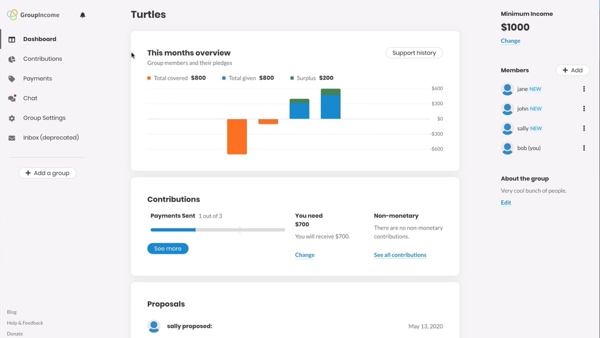 GroupIncome
Dashboard
Contributions
Payments
Chat
Group Settings
Inbox (deprecated)
+ Add a group
Blog
Help & Feedback
Donate
Turtles
This months overview
Group members and their pledges
Support history
Total covered $800
Total given $800
Surplus $200
$600
$300
$0
-$300
-$600
Contributions
Payments Sent 1 out of 3
See more
You need
$700
You will receive $700.
Change
Non-monetary
There are no non-monetary
contributions.
See all contributions
Proposals
sally proposed:
May 13, 2020
Minimum Income
$1000
Change
Members
+ Add
jane NEW
john NEW
sally NEW
bob (you)
About the group
Very cool bunch of people.
Edit